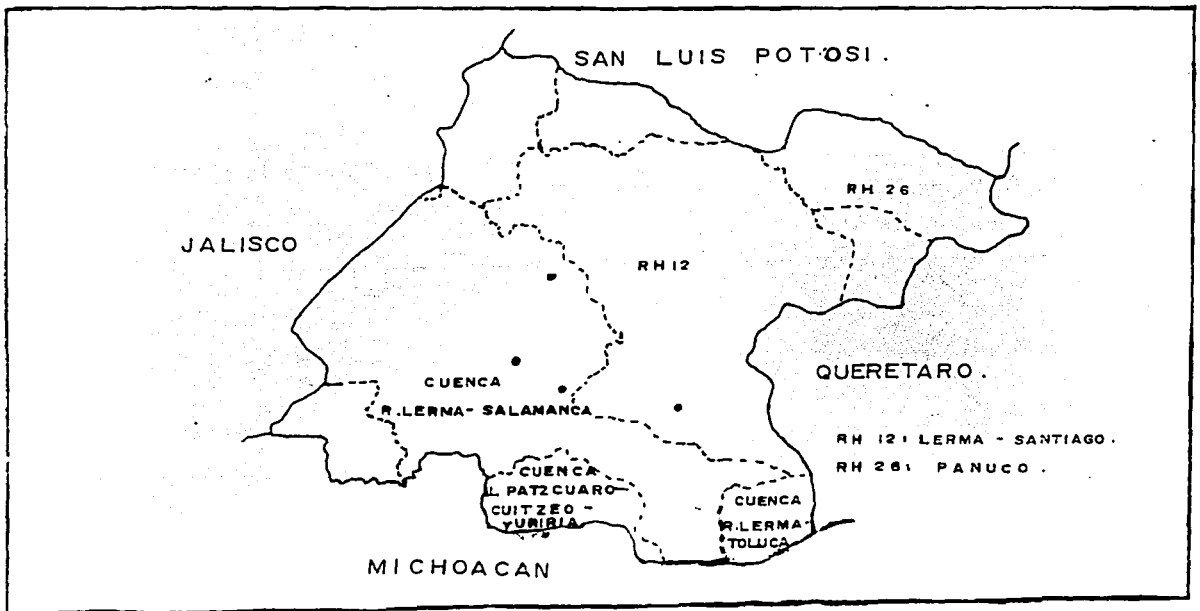 SAN LUIS POTOSI.
RH 26
JALISCO
RH 12
QUERETARO.
CUENCA
R. LERMA - SALAMANCA
RH 12: LERMA - SANTIAGO.
RH 26: PANUCO.
CUENCA
L. PATZCUARO -
CUITZEO -
YURIRIA
CUENCA
R. LERMA -
TOLUCA
MICHOACAN